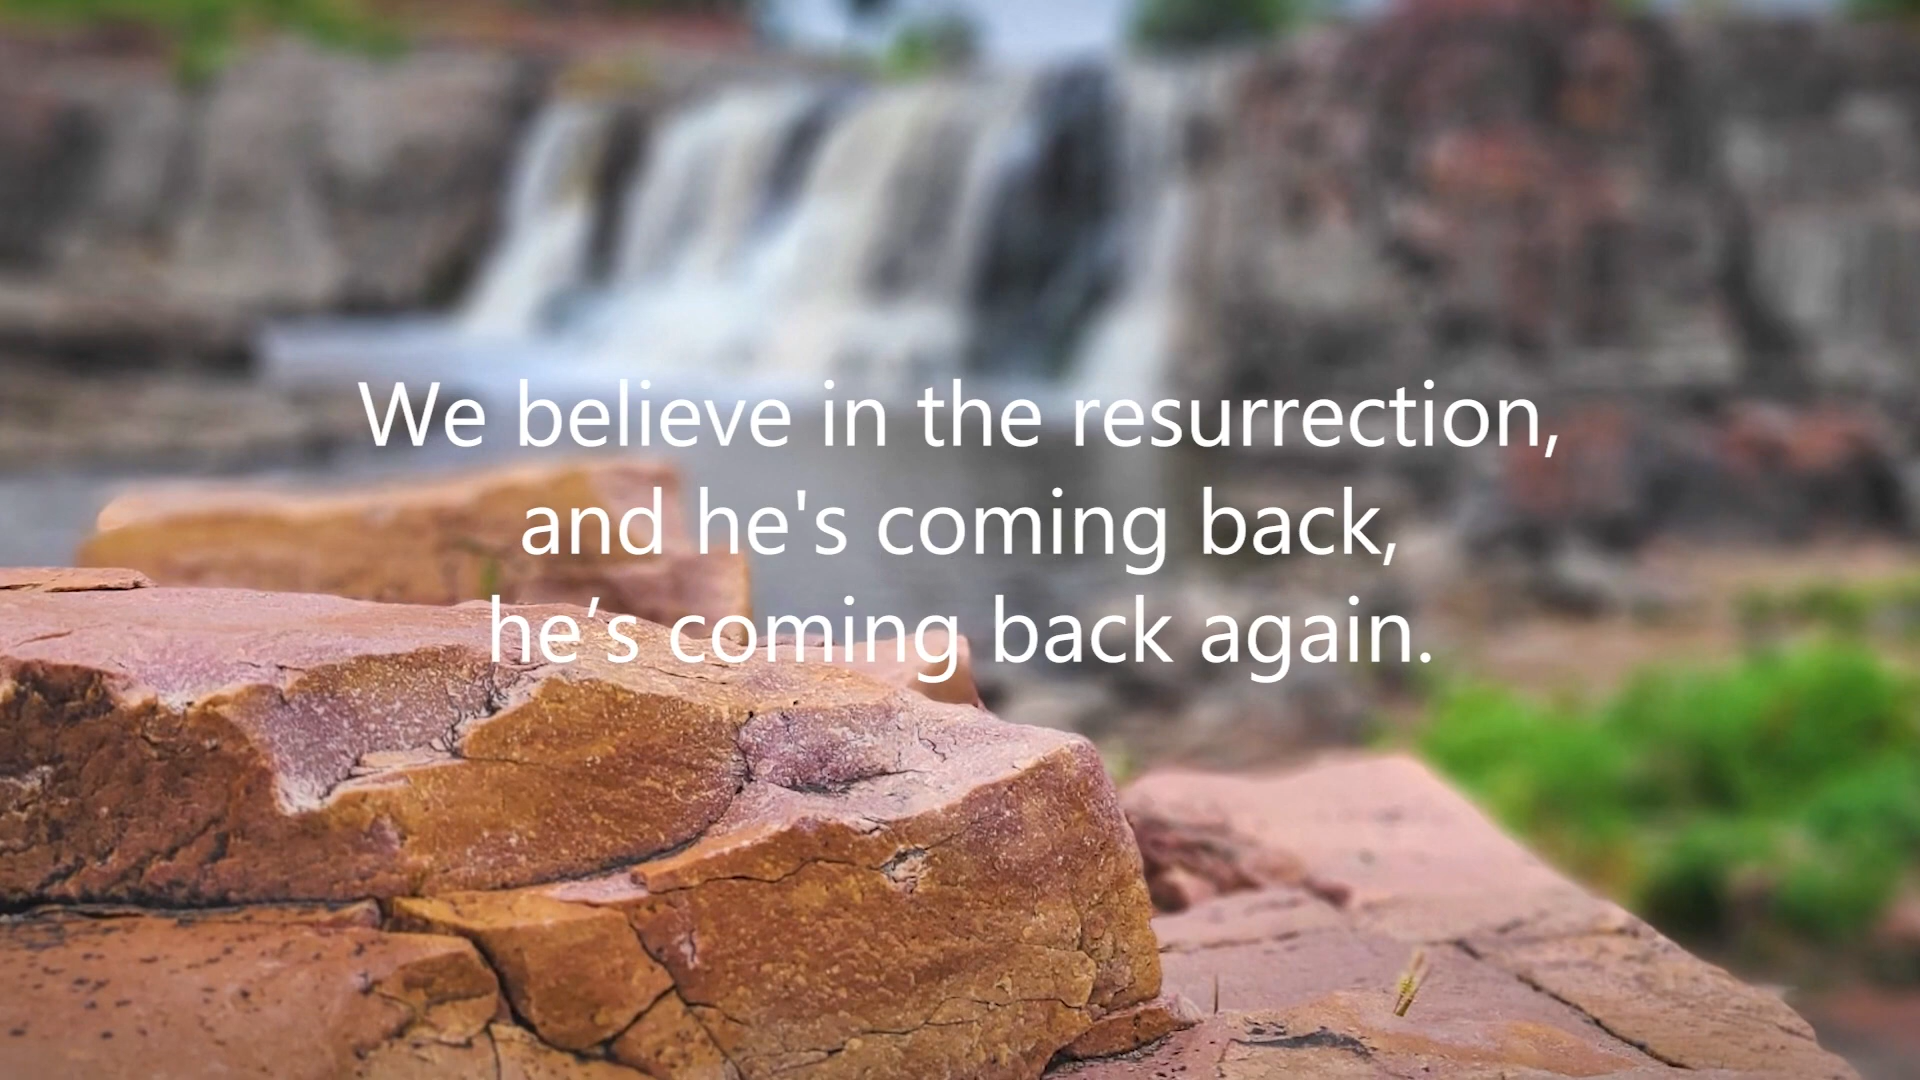 We believe in the resurrection,
and he's coming back,
he’s coming back again.